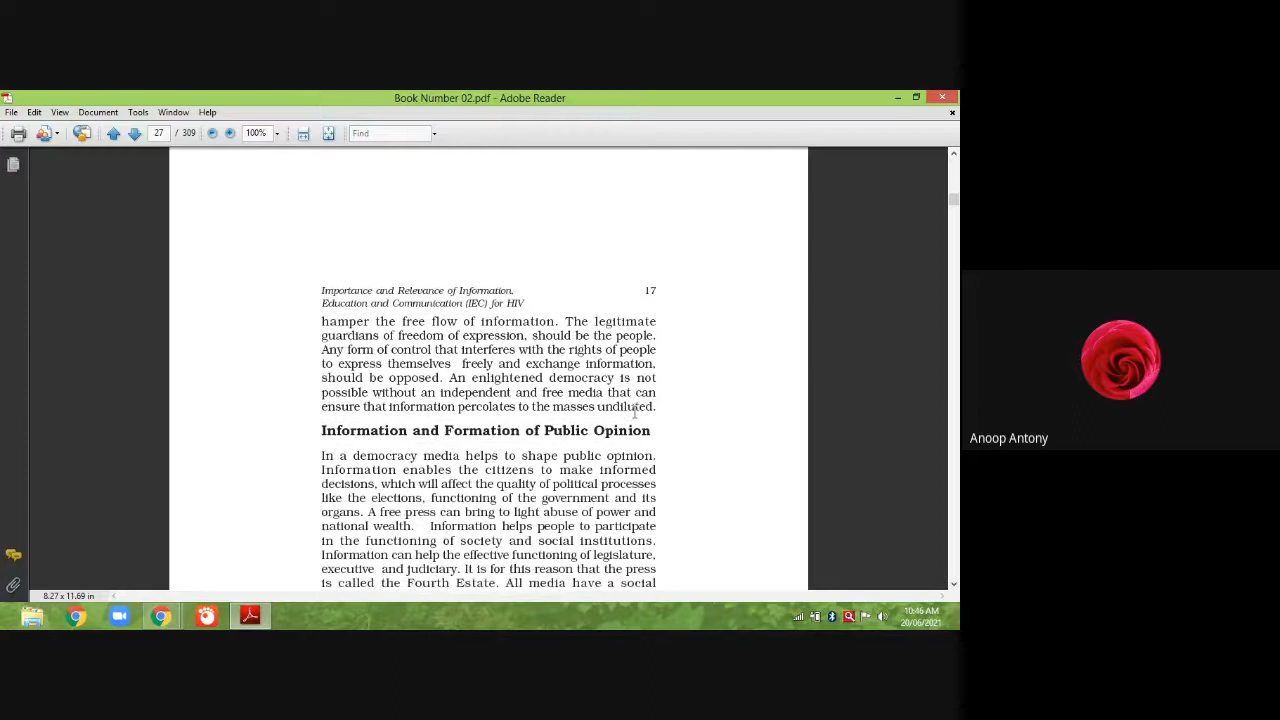 Book Number 02.pdf - Adobe Reader
File Edit View Document Tools Window Help
27 / 309 100% Find
Importance and Relevance of Information, 17
Education and Communication (IEC) for HIV
hamper the free flow of information. The legitimate
guardians of freedom of expression, should be the people.
Any form of control that interferes with the rights of people
to express themselves freely and exchange information,
should be opposed. An enlightened democracy is not
possible without an independent and free media that can
ensure that information percolates to the masses undiluted.
Information and Formation of Public Opinion
In a democracy media helps to shape public opinion.
Information enables the citizens to make informed
decisions, which will affect the quality of political processes
like the elections, functioning of the government and its
organs. A free press can bring to light abuse of power and
national wealth. Information helps people to participate
in the functioning of society and social institutions.
Information can help the effective functioning of legislature,
executive and judiciary. It is for this reason that the press
is called the Fourth Estate. All media have a social
8.27 x 11.69 in
10:46 AM
20/06/2021
Anoop Antony